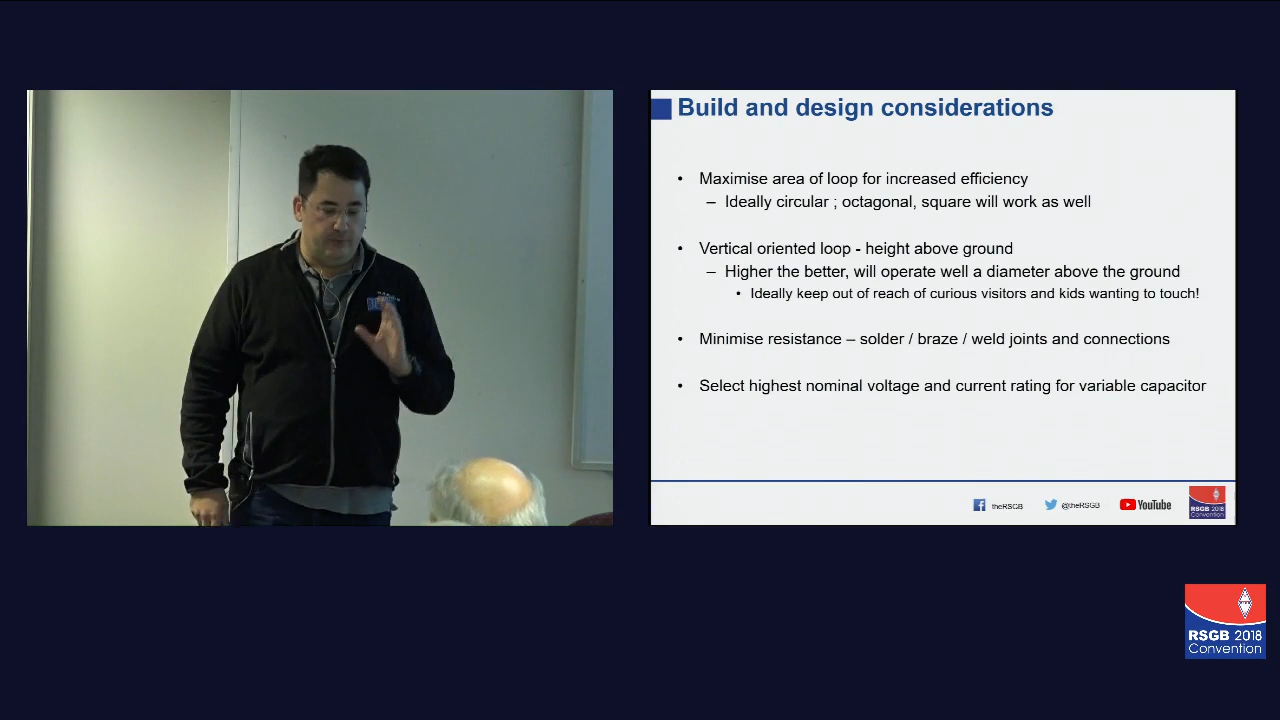 Build and design considerations
• Maximise area of loop for increased efficiency
– Ideally circular ; octagonal, square will work as well
• Vertical oriented loop - height above ground
– Higher the better, will operate well a diameter above the ground
• Ideally keep out of reach of curious visitors and kids wanting to touch!
• Minimise resistance – solder / braze / weld joints and connections
• Select highest nominal voltage and current rating for variable capacitor
theRSGB
@theRSGB
YouTube
RSGB 2018
Convention
RSGB 2018
Convention